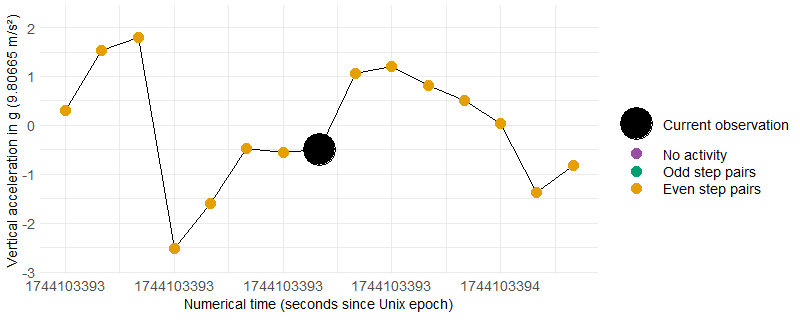 Vertical acceleration in g (9.80665 m/s²)
2
1
0
-1
-2
-3
1744103393 1744103393 1744103393 1744103393 1744103394
Numerical time (seconds since Unix epoch)
Current observation
No activity
Odd step pairs
Even step pairs